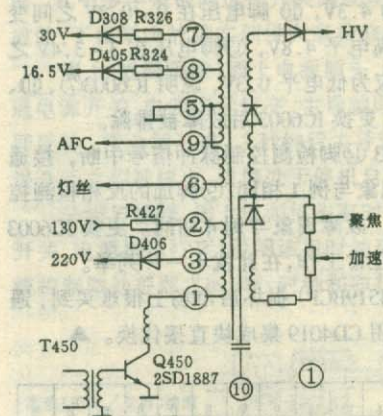 D308 R326
30V ⑦ HV
D405 R324
16.5V ⑧
⑤
AFC ⑨
灯丝 ⑥
R427
130V ② 聚焦
D406
220V ③ 加速
①
T450
Q450
2SD1887
⑩ ①